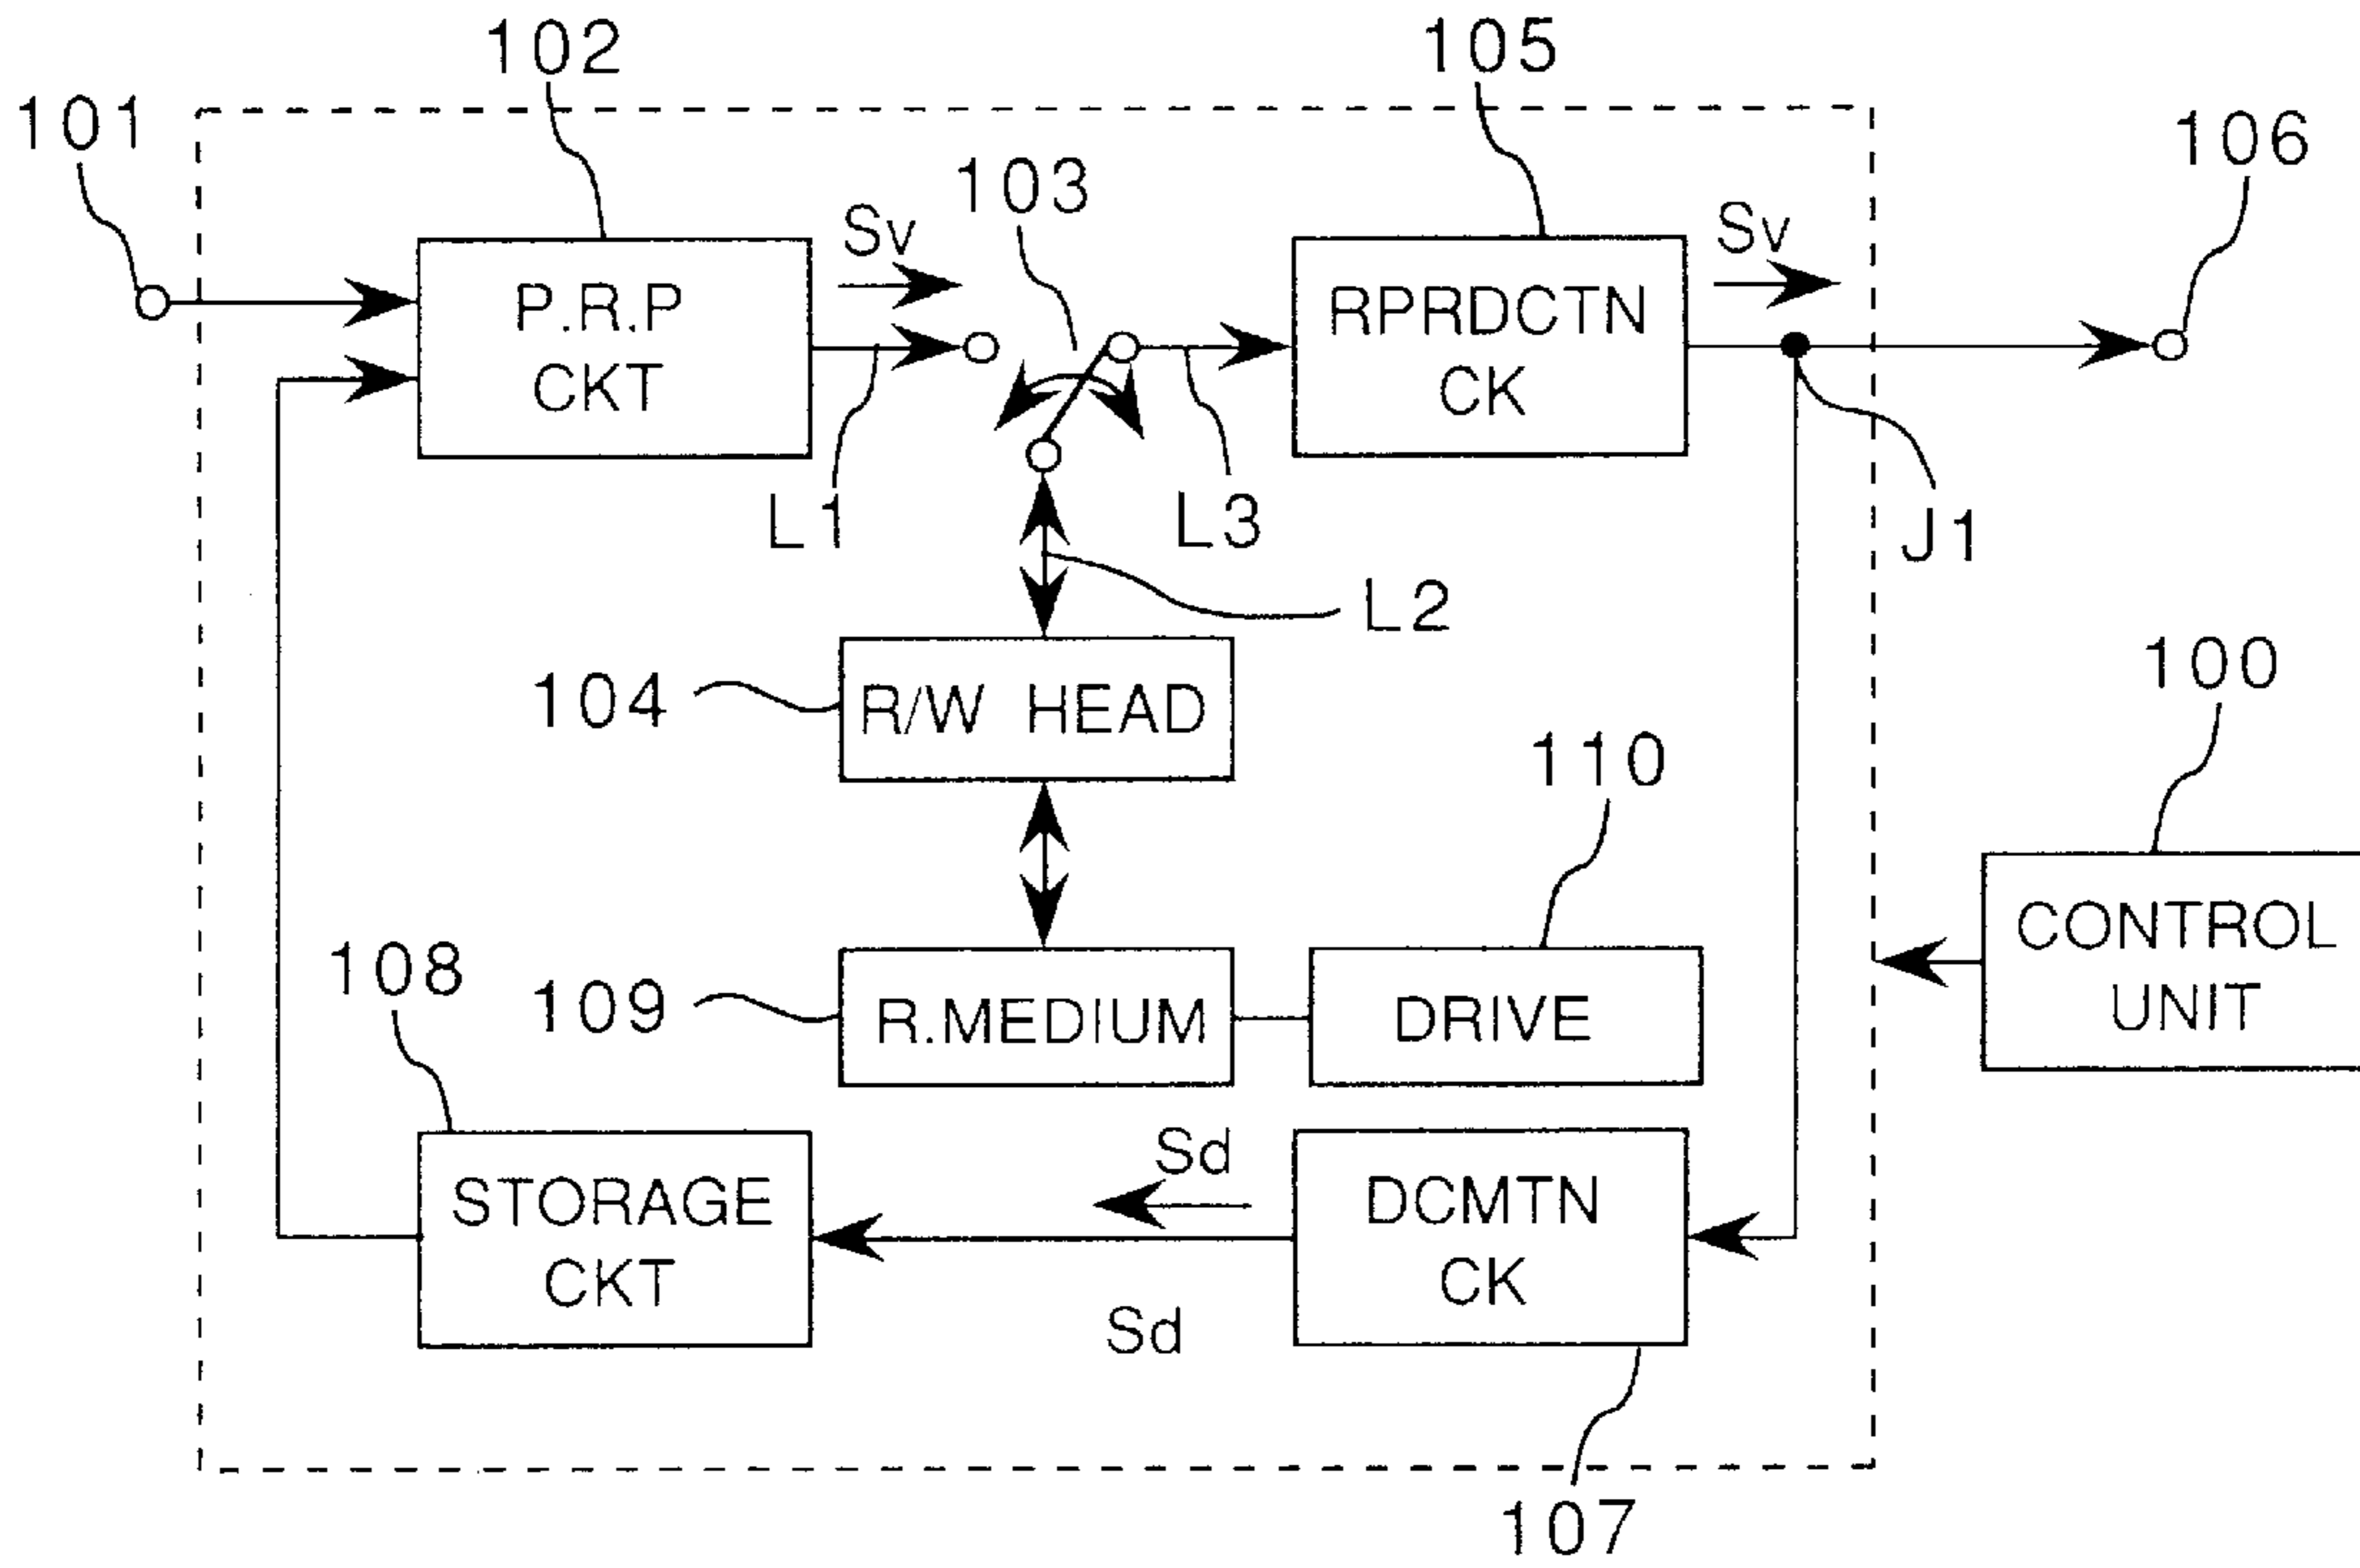 102
105
101
106
103
Sv
Sv
P.R.P
CKT
RPRDCTN
CK
L1
L3
J1
L2
100
104
R/W HEAD
110
CONTROL
UNIT
108
109
R.MEDIUM
DRIVE
Sd
STORAGE
CKT
DCMTN
CK
Sd
107